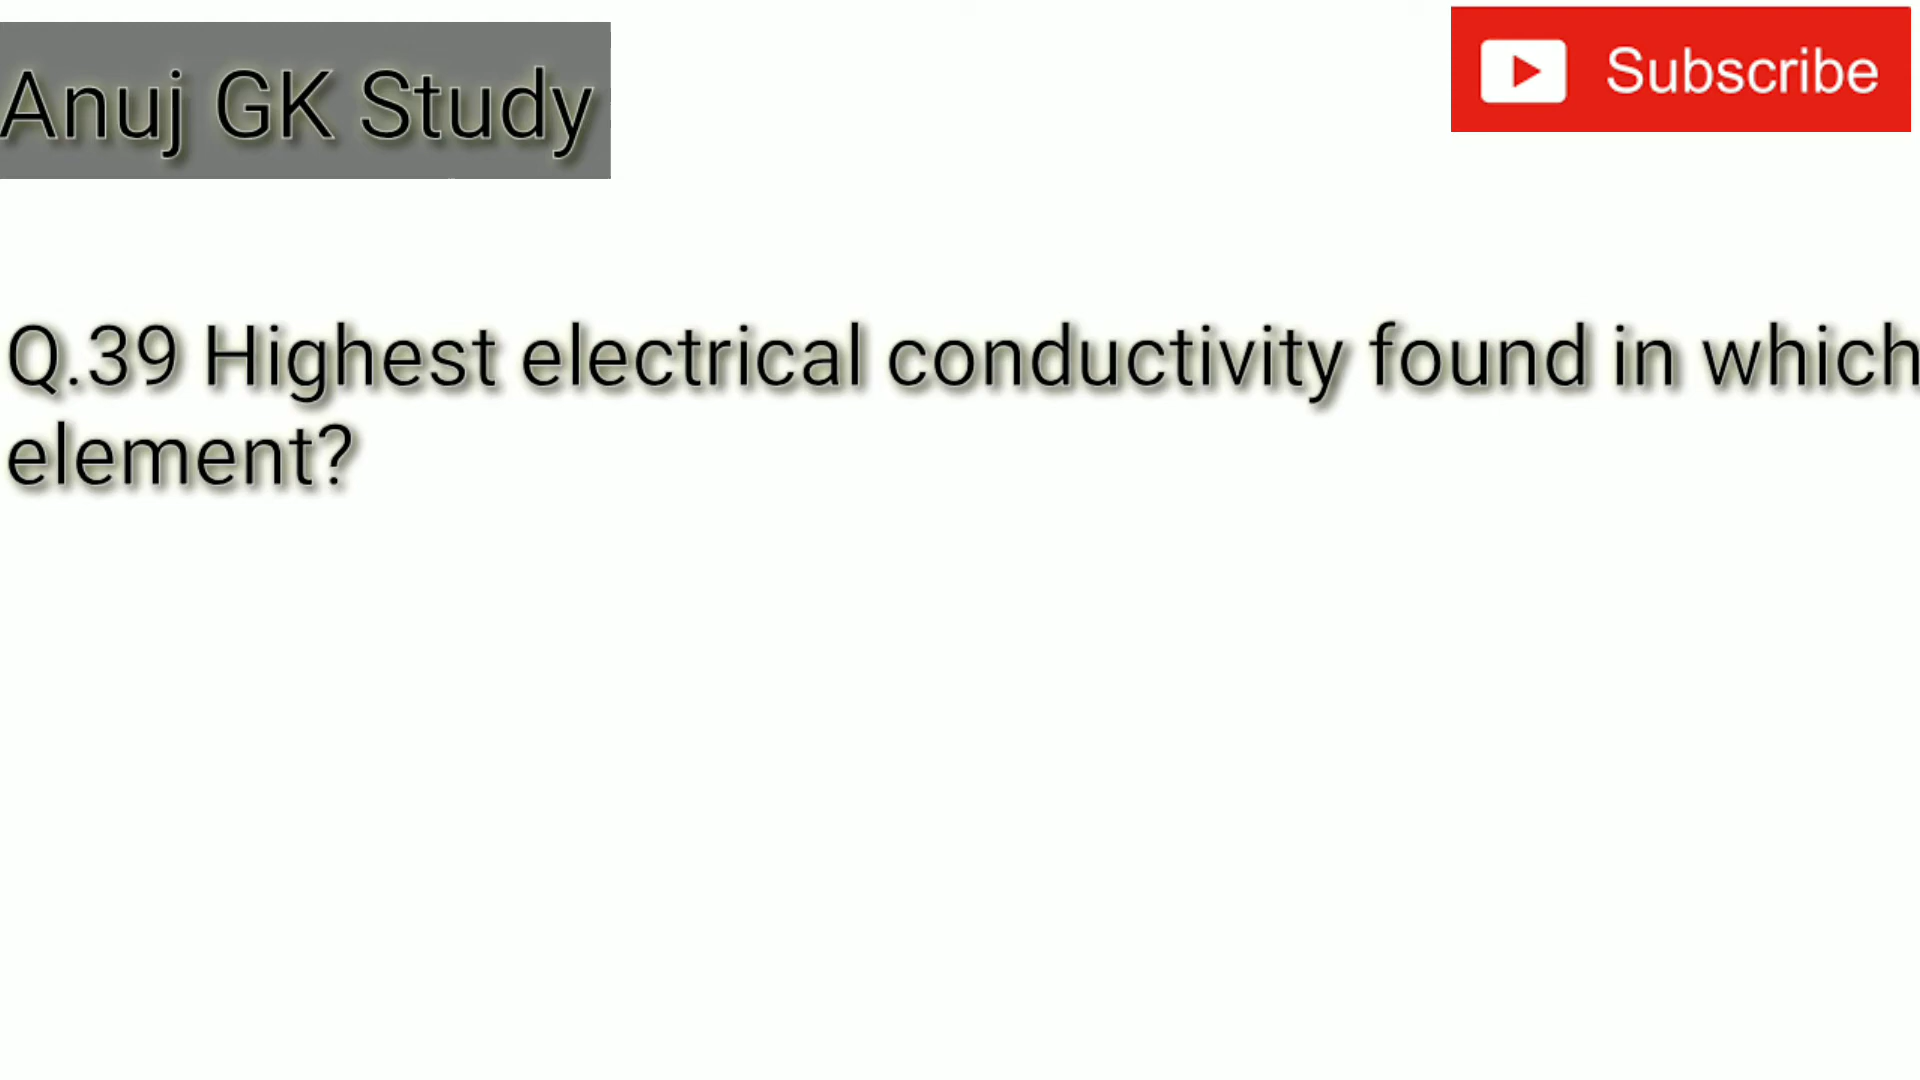 Anuj GK Study
Subscribe
Q.39 Highest electrical conductivity found in which
element?